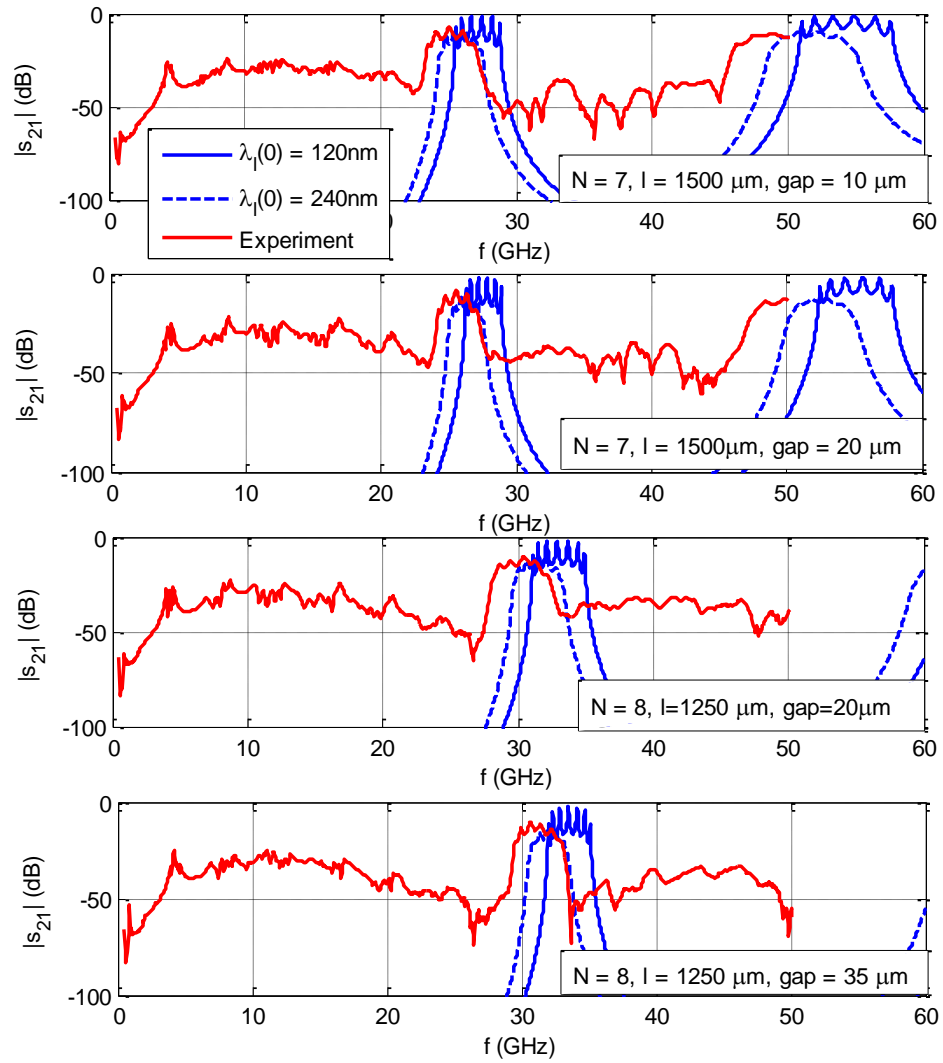 0
-50
-100
|s21| (dB)
λl(0) = 120nm
λl(0) = 240nm
Experiment
N = 7, l = 1500 μm, gap = 10 μm
0 10 20 30 40 50 60
f (GHz)
0
-50
-100
|s21| (dB)
N = 7, l = 1500μm, gap = 20 μm
0 10 20 30 40 50 60
f (GHz)
0
-50
-100
|s21| (dB)
N = 8, l=1250 μm, gap=20μm
0 10 20 30 40 50 60
f (GHz)
0
-50
-100
|s21| (dB)
N = 8, l = 1250 μm, gap = 35 μm
0 10 20 30 40 50 60
f (GHz)